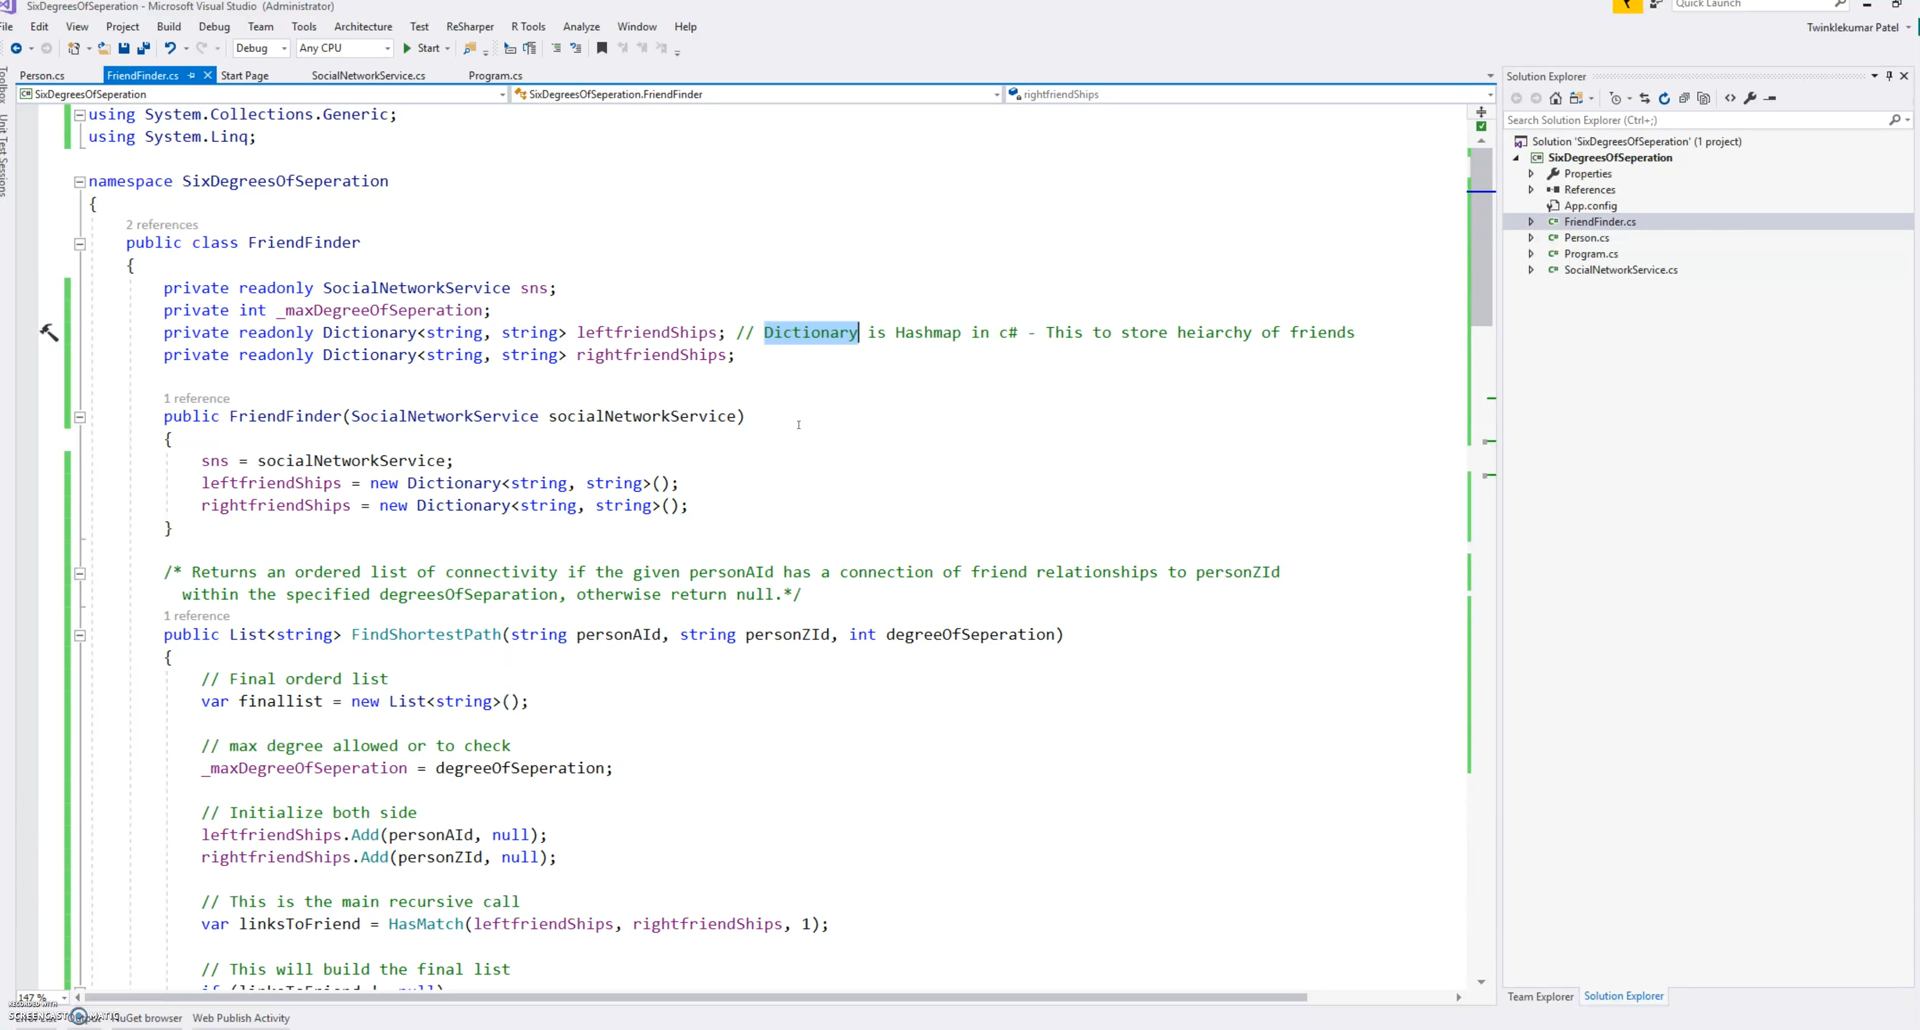 SixDegreesOfSeperation - Microsoft Visual Studio (Administrator)
Quick Launch
File Edit View Project Build Debug Team Tools Architecture Test ReSharper R Tools Analyze Window Help
Twinklekumar Patel
Debug Any CPU Start
Toolbox
Unit Test Sessions
Person.cs FriendFinder.cs Start Page SocialNetworkService.cs Program.cs
SixDegreesOfSeperation SixDegreesOfSeperation.FriendFinder rightfriendShips
using System.Collections.Generic;
using System.Linq;
namespace SixDegreesOfSeperation
{
2 references
public class FriendFinder
{
private readonly SocialNetworkService sns;
private int _maxDegreeOfSeperation;
private readonly Dictionary<string, string> leftfriendShips; // Dictionary is Hashmap in c# - This to store heiarchy of friends
private readonly Dictionary<string, string> rightfriendShips;
1 reference
public FriendFinder(SocialNetworkService socialNetworkService)
{
sns = socialNetworkService;
leftfriendShips = new Dictionary<string, string>();
rightfriendShips = new Dictionary<string, string>();
}
/* Returns an ordered list of connectivity if the given personAId has a connection of friend relationships to personZId
within the specified degreesOfSeparation, otherwise return null.*/
1 reference
public List<string> FindShortestPath(string personAId, string personZId, int degreeOfSeperation)
{
// Final orderd list
var finallist = new List<string>();
// max degree allowed or to check
_maxDegreeOfSeperation = degreeOfSeperation;
// Initialize both side
leftfriendShips.Add(personAId, null);
rightfriendShips.Add(personZId, null);
// This is the main recursive call
var linksToFriend = HasMatch(leftfriendShips, rightfriendShips, 1);
// This will build the final list
147 %
RECORDED WITH
SCREENCAST-O-MATIC
NuGet browser Web Publish Activity
Solution Explorer
Search Solution Explorer (Ctrl+;)
Solution 'SixDegreesOfSeperation' (1 project)
SixDegreesOfSeperation
Properties
References
App.config
FriendFinder.cs
Person.cs
Program.cs
SocialNetworkService.cs
Team Explorer Solution Explorer